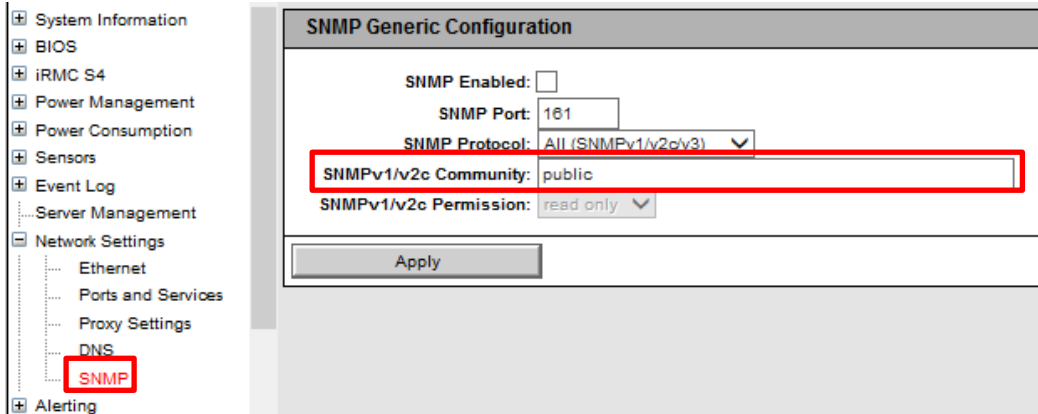 System Information
BIOS
iRMC S4
Power Management
Power Consumption
Sensors
Event Log
Server Management
Network Settings
Ethernet
Ports and Services
Proxy Settings
DNS
SNMP
Alerting
SNMP Generic Configuration
SNMP Enabled:
SNMP Port: 161
SNMP Protocol: All (SNMPv1/v2c/v3)
SNMPv1/v2c Community: public
SNMPv1/v2c Permission: read only
Apply